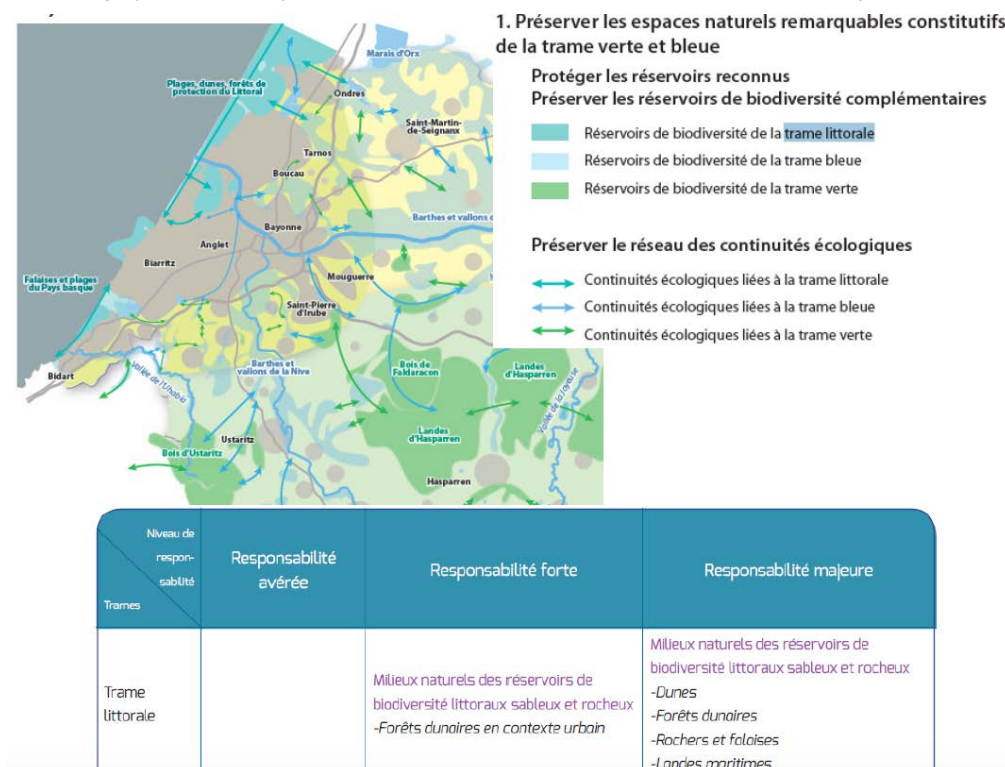 1. Préserver les espaces naturels remarquables constitutifs
de la trame verte et bleue
Protéger les réservoirs reconnus
Préserver les réservoirs de biodiversité complémentaires
Réservoirs de biodiversité de la trame littorale
Réservoirs de biodiversité de la trame bleue
Réservoirs de biodiversité de la trame verte
Préserver le réseau des continuités écologiques
Continuités écologiques liées à la trame littorale
Continuités écologiques liées à la trame bleue
Continuités écologiques liées à la trame verte
Marais d'Orx
Plages, dunes, forêts de
protection du Littoral
Ondres
Saint-Martin-
de-Seignanx
Tarnos
Boucau
Barthes et vallons
Bayonne
Anglet
Biarritz
Mouguerre
Falaises et plages
du Pays basque
Saint-Pierre
d'Irube
Bidart
Vallée de l'Uhabia
Barthes et
vallons de la Nive
Bois de
Faldaracon
Landes
d'Hasparren
Vallée de la Joyeuse
Ustaritz
Bois d'Ustaritz
Landes
d'Hasparren
Hasparren
Niveau de
respon-
sabilité
Trames
Responsabilité
avérée
Responsabilité forte
Responsabilité majeure
Trame
littorale
Milieux naturels des réservoirs de
biodiversité littoraux sableux et rocheux
-Forêts dunaires en contexte urbain
Milieux naturels des réservoirs de
biodiversité littoraux sableux et rocheux
-Dunes
-Forêts dunaires
-Rochers et falaises
-Landes maritimes